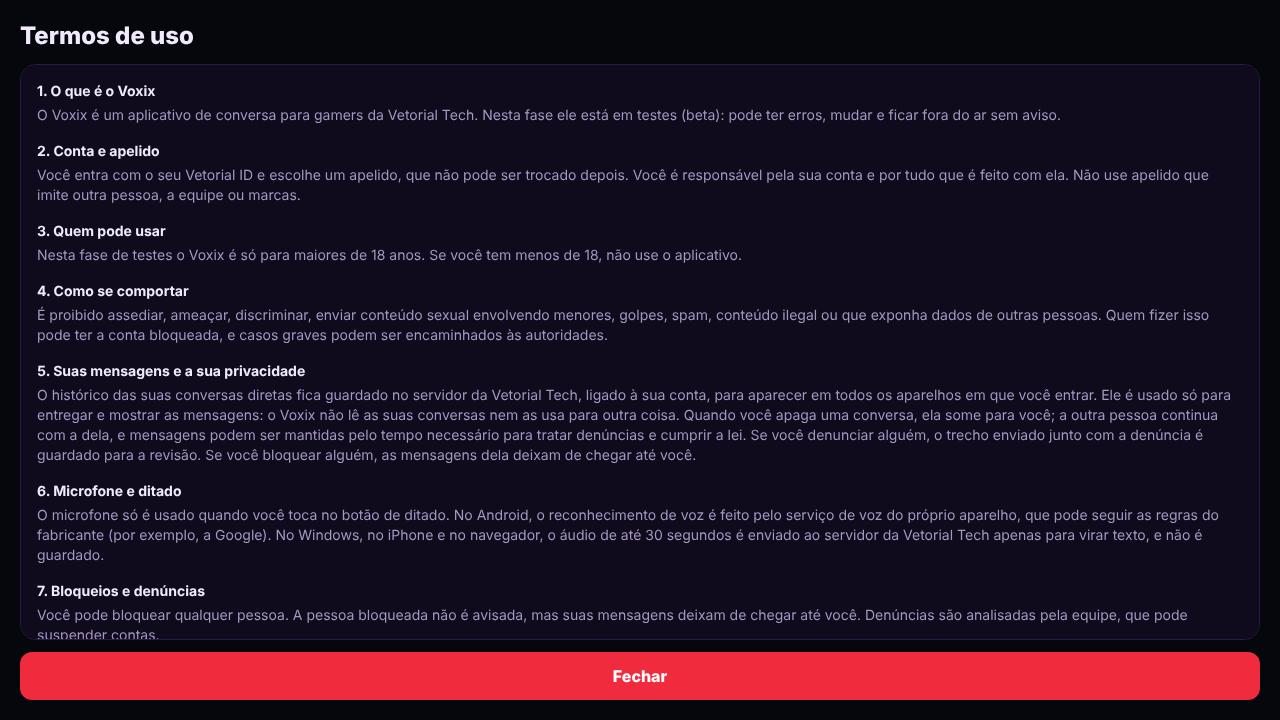 Termos de uso
1. O que é o Voxix
O Voxix é um aplicativo de conversa para gamers da Vetorial Tech. Nesta fase ele está em testes (beta): pode ter erros, mudar e ficar fora do ar sem aviso.
2. Conta e apelido
Você entra com o seu Vetorial ID e escolhe um apelido, que não pode ser trocado depois. Você é responsável pela sua conta e por tudo que é feito com ela. Não use apelido que
imite outra pessoa, a equipe ou marcas.
3. Quem pode usar
Nesta fase de testes o Voxix é só para maiores de 18 anos. Se você tem menos de 18, não use o aplicativo.
4. Como se comportar
É proibido assediar, ameaçar, discriminar, enviar conteúdo sexual envolvendo menores, golpes, spam, conteúdo ilegal ou que exponha dados de outras pessoas. Quem fizer isso
pode ter a conta bloqueada, e casos graves podem ser encaminhados às autoridades.
5. Suas mensagens e a sua privacidade
O histórico das suas conversas diretas fica guardado no servidor da Vetorial Tech, ligado à sua conta, para aparecer em todos os aparelhos em que você entrar. Ele é usado só para
entregar e mostrar as mensagens: o Voxix não lê as suas conversas nem as usa para outra coisa. Quando você apaga uma conversa, ela some para você; a outra pessoa continua
com a dela, e mensagens podem ser mantidas pelo tempo necessário para tratar denúncias e cumprir a lei. Se você denunciar alguém, o trecho enviado junto com a denúncia é
guardado para a revisão. Se você bloquear alguém, as mensagens dela deixam de chegar até você.
6. Microfone e ditado
O microfone só é usado quando você toca no botão de ditado. No Android, o reconhecimento de voz é feito pelo serviço de voz do próprio aparelho, que pode seguir as regras do
fabricante (por exemplo, a Google). No Windows, no iPhone e no navegador, o áudio de até 30 segundos é enviado ao servidor da Vetorial Tech apenas para virar texto, e não é
guardado.
7. Bloqueios e denúncias
Você pode bloquear qualquer pessoa. A pessoa bloqueada não é avisada, mas suas mensagens deixam de chegar até você. Denúncias são analisadas pela equipe, que pode
suspender contas.
Fechar